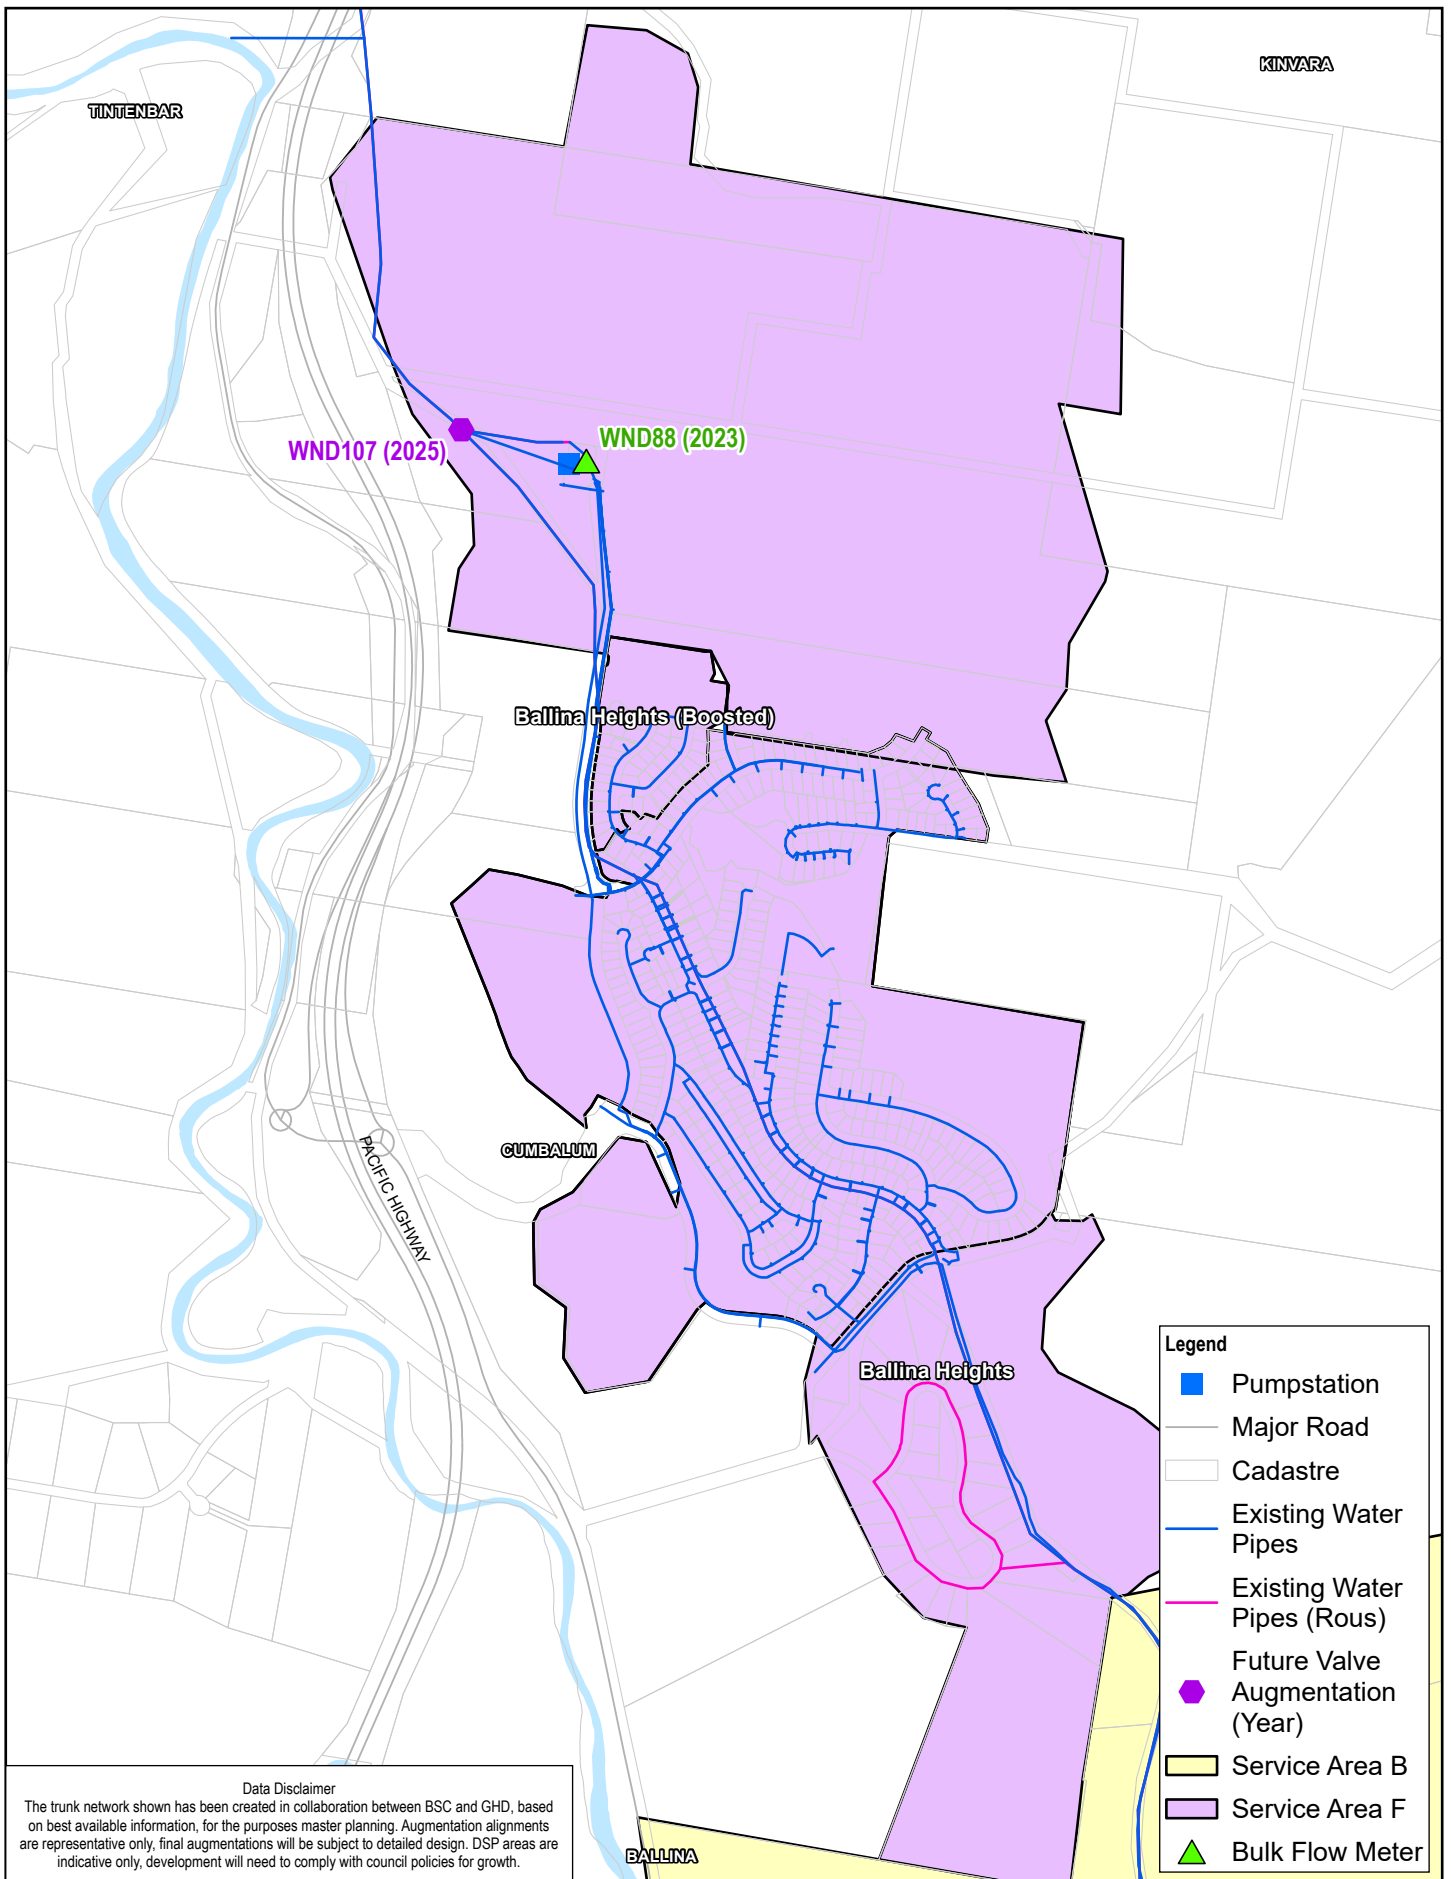 KINVARA
TINTENBAR
WND88 (2023)
WND107 (2025)
Ballina Heights (Boosted)
CUMBALUM
PACIFIC HIGHWAY
Ballina Heights
BALLINA
Legend
Pumpstation
Major Road
Cadastre
Existing Water
Pipes
Existing Water
Pipes (Rous)
Future Valve
Augmentation
(Year)
Service Area B
Service Area F
Bulk Flow Meter
Data Disclaimer
The trunk network shown has been created in collaboration between BSC and GHD, based
on best available information, for the purposes master planning. Augmentation alignments
are representative only, final augmentations will be subject to detailed design. DSP areas are
indicative only, development will need to comply with council policies for growth.